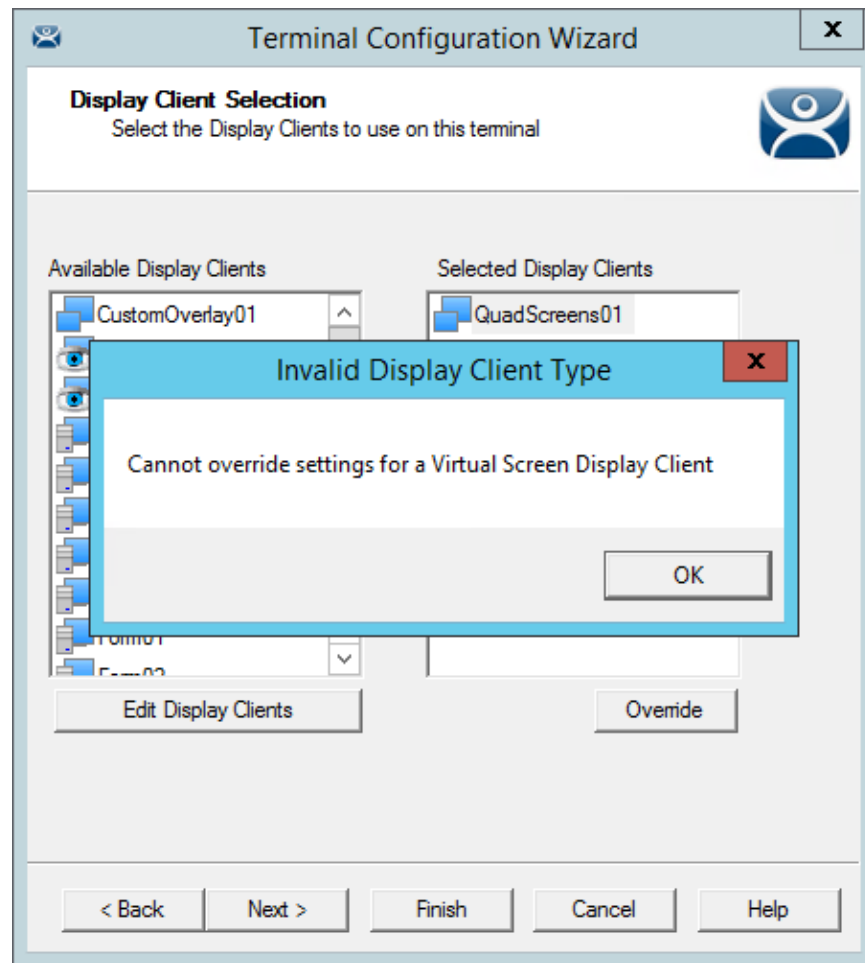 Terminal Configuration Wizard
x
Display Client Selection
Select the Display Clients to use on this terminal
Available Display Clients
Selected Display Clients
CustomOverlay01
QuadScreens01
Invalid Display Client Type
x
Cannot override settings for a Virtual Screen Display Client
OK
Form01
Edit Display Clients
Override
< Back
Next >
Finish
Cancel
Help